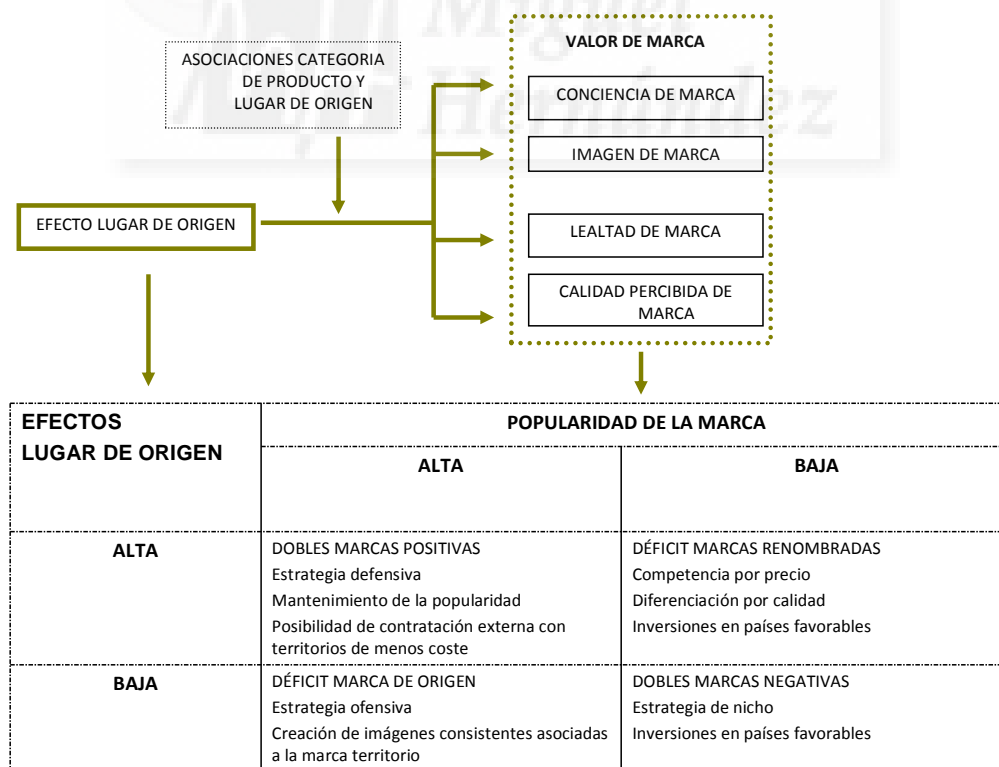 Miguel
Hernández
ASOCIACIONES CATEGORIA
DE PRODUCTO Y
LUGAR DE ORIGEN
VALOR DE MARCA
CONCIENCIA DE MARCA
IMAGEN DE MARCA
EFECTO LUGAR DE ORIGEN
LEALTAD DE MARCA
CALIDAD PERCIBIDA DE
MARCA
EFECTOS
LUGAR DE ORIGEN
POPULARIDAD DE LA MARCA
ALTA
BAJA
ALTA
DOBLES MARCAS POSITIVAS
Estrategia defensiva
Mantenimiento de la popularidad
Posibilidad de contratación externa con
territorios de menos coste
DÉFICIT MARCAS RENOMBRADAS
Competencia por precio
Diferenciación por calidad
Inversiones en países favorables
BAJA
DÉFICIT MARCA DE ORIGEN
Estrategia ofensiva
Creación de imágenes consistentes asociadas
a la marca territorio
DOBLES MARCAS NEGATIVAS
Estrategia de nicho
Inversiones en países favorables